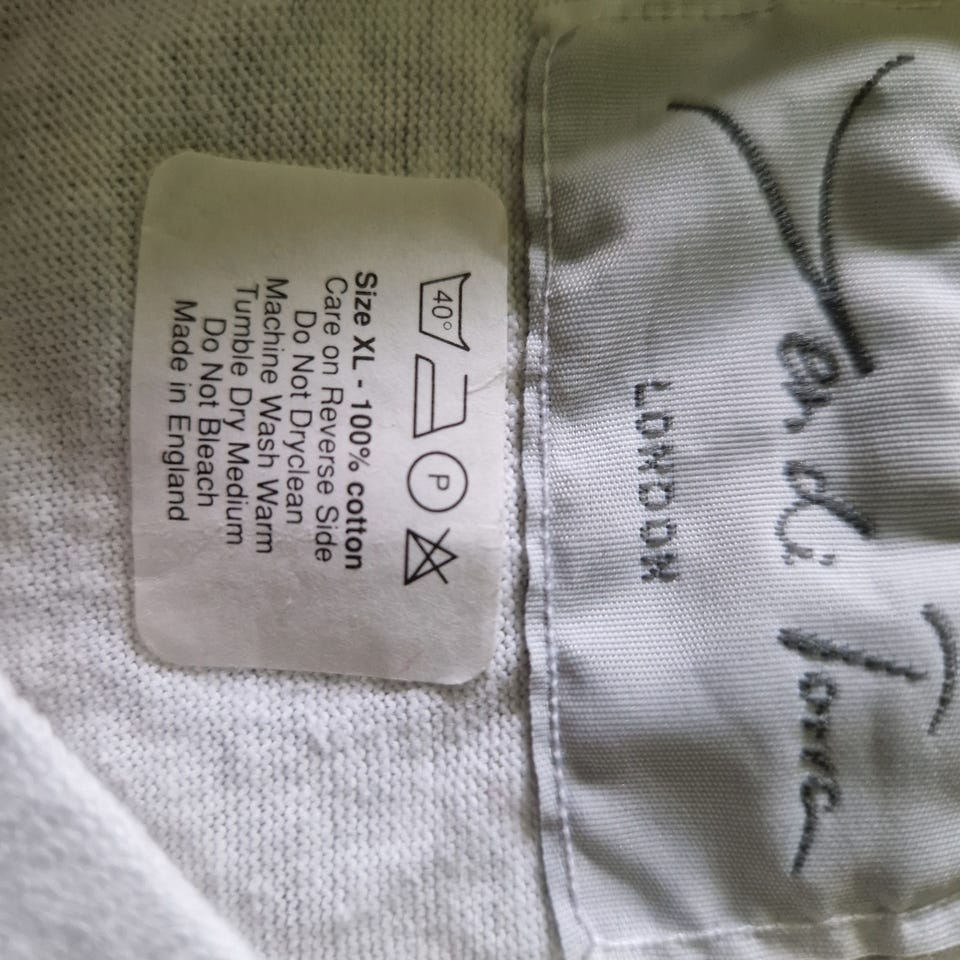 Torre
LONDON
40° P
Size XL - 100% cotton
Care on Reverse Side
Do Not Dryclean
Machine Wash Warm
Tumble Dry Medium
Do Not Bleach
Made in England